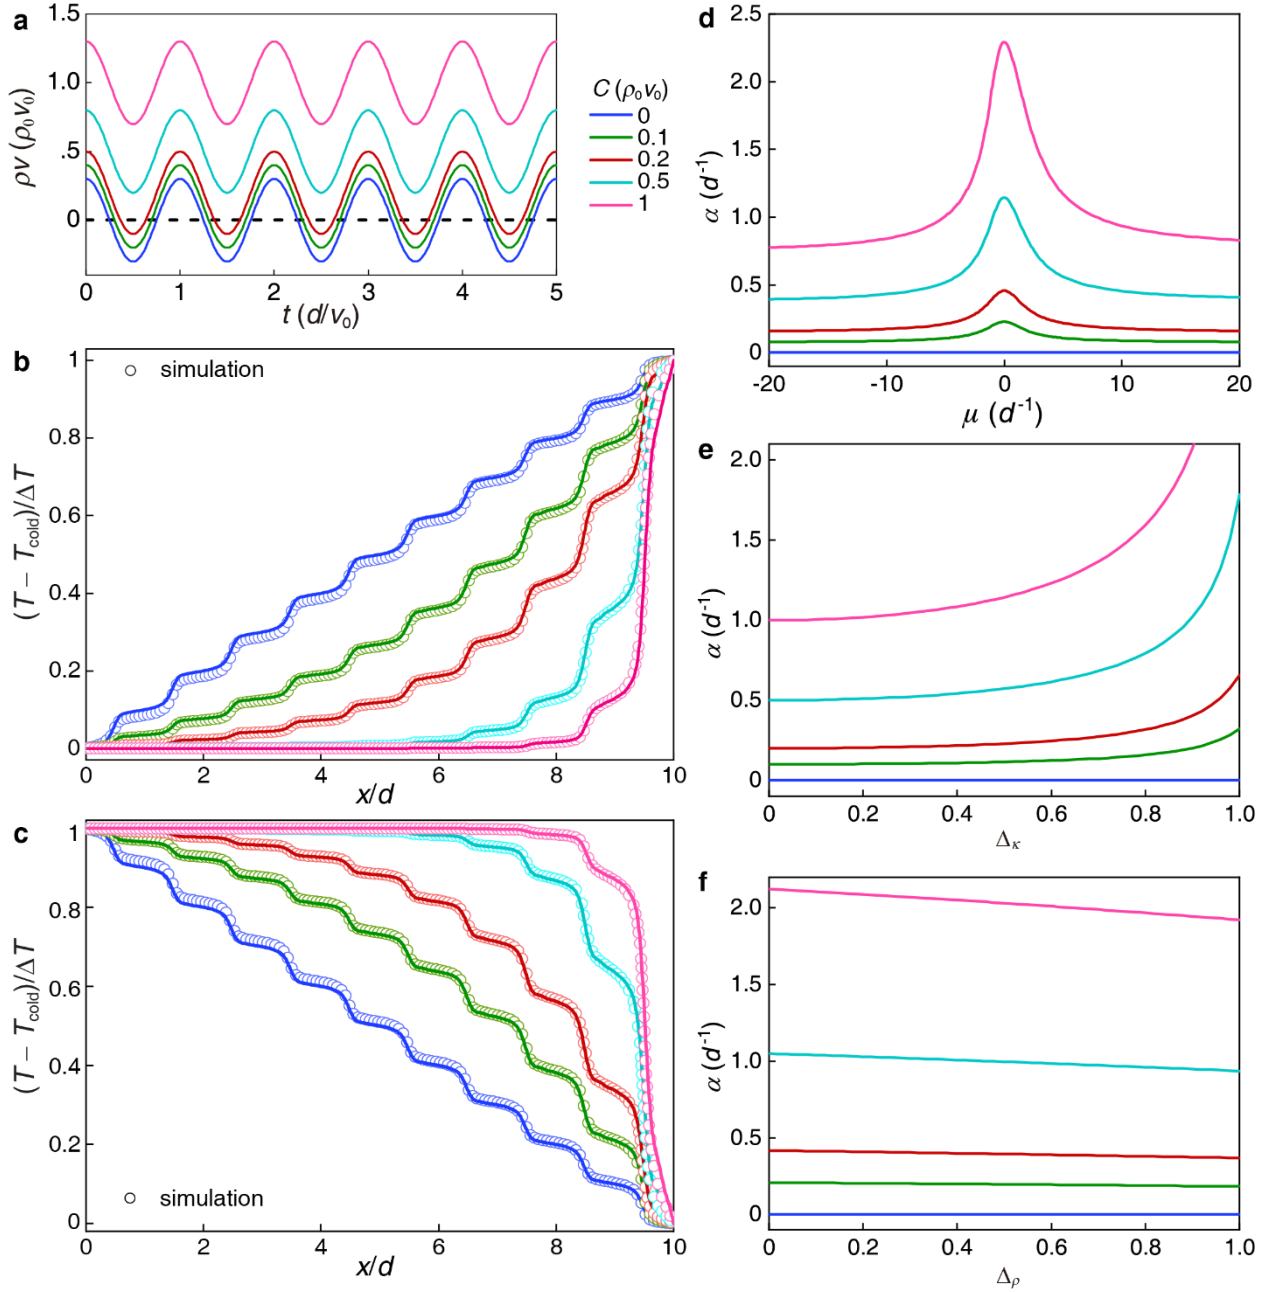 a
1.5
1.0
.5
0
ρv (ρ₀v₀)
0 1 2 3 4 5
t (d/v₀)
C (ρ₀v₀)
0
0.1
0.2
0.5
1
b
simulation
1
0.8
0.6
0.4
0.2
0
(T − Tcold)/ΔT
0 2 4 6 8 10
x/d
c
1
0.8
0.6
0.4
0.2
0
(T − Tcold)/ΔT
simulation
0 2 4 6 8 10
x/d
d
2.5
2.0
1.5
1.0
0.5
0
α (d⁻¹)
-20 -10 0 10 20
μ (d⁻¹)
e
2.0
1.5
1.0
0.5
0
α (d⁻¹)
0 0.2 0.4 0.6 0.8 1.0
Δκ
f
2.0
1.5
1.0
0.5
0
α (d⁻¹)
0 0.2 0.4 0.6 0.8 1.0
Δρ